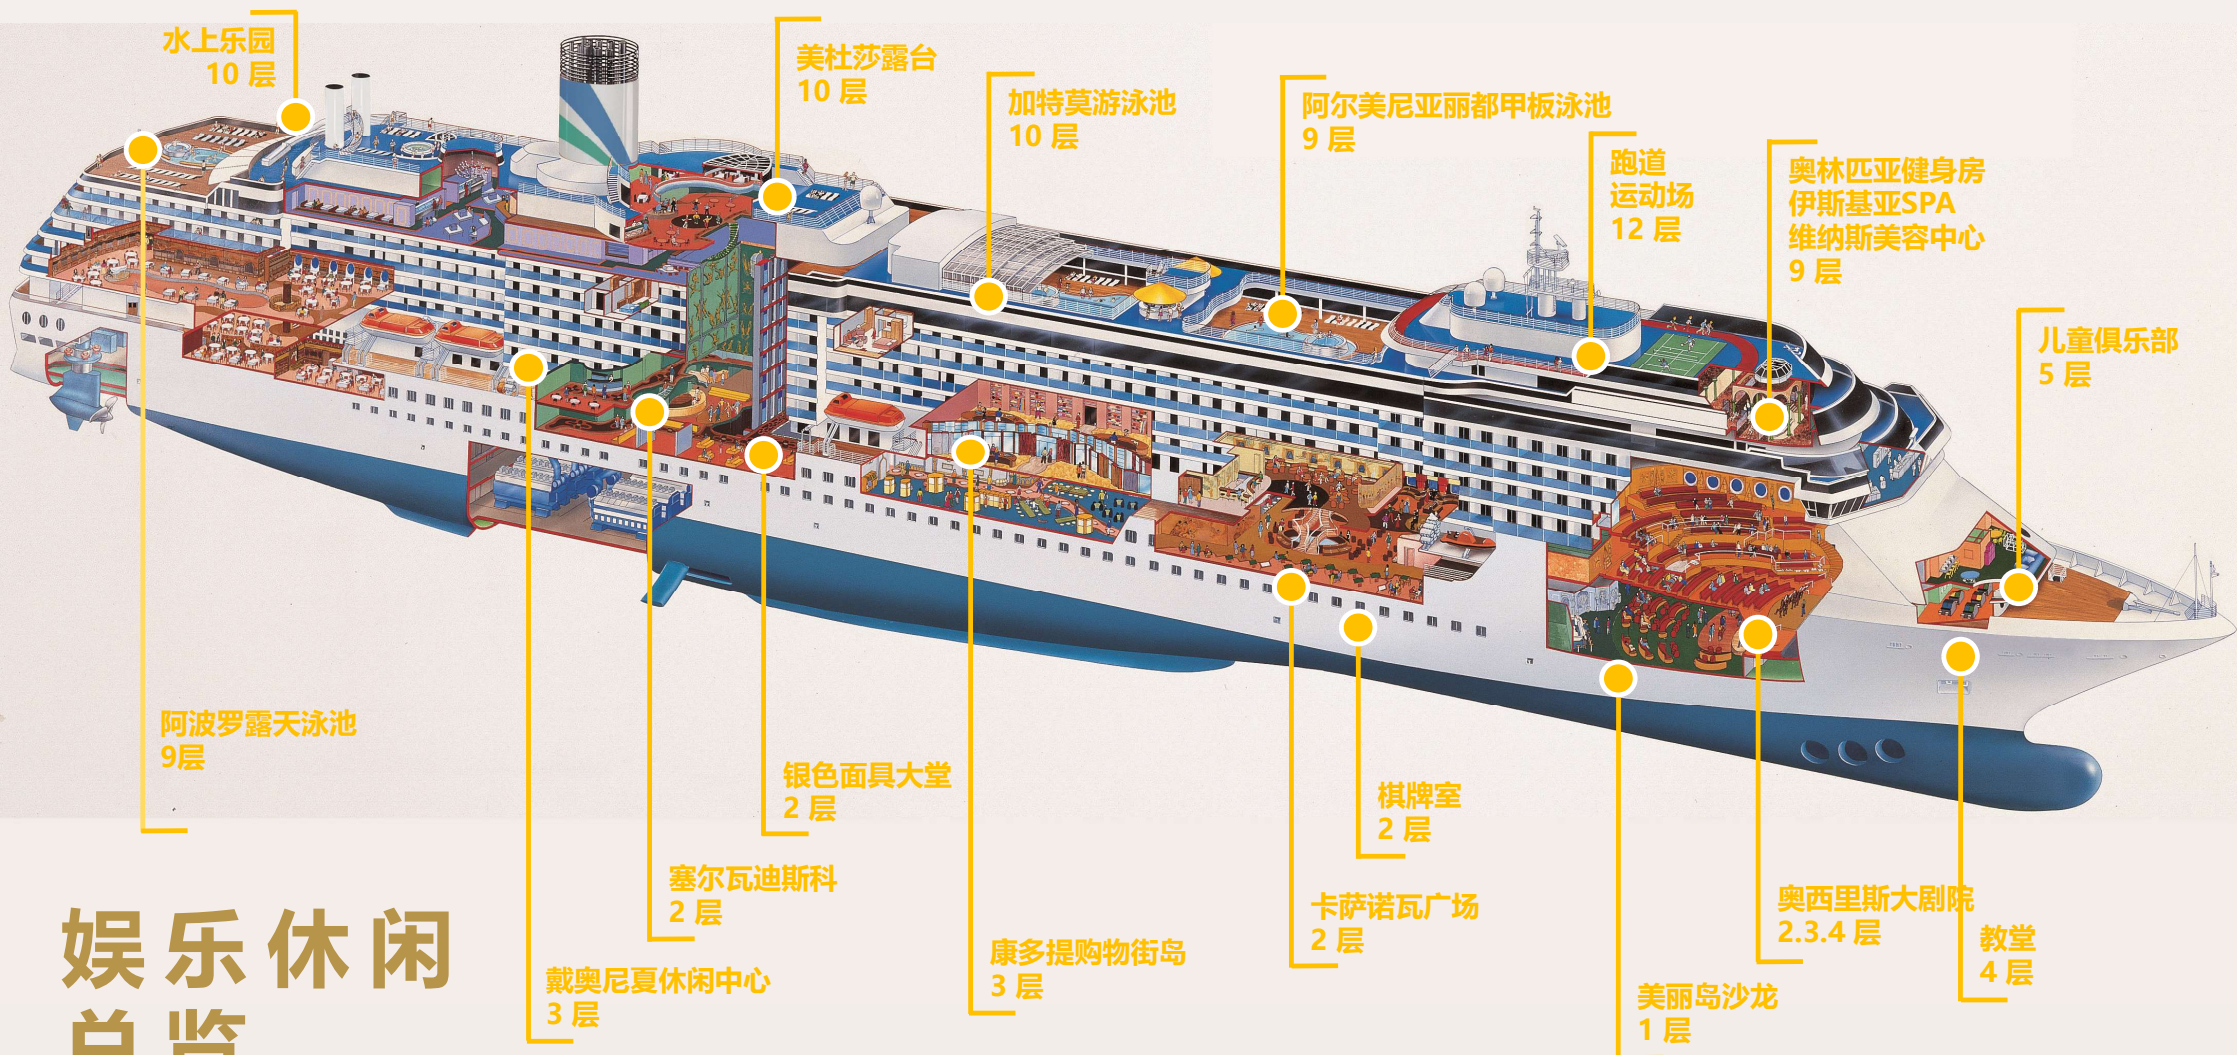 水上乐园
10 层
美杜莎露台
10 层
加特莫游泳池
10 层
阿尔美尼亚丽都甲板泳池
9 层
跑道
运动场
12 层
奥林匹亚健身房
伊斯基亚SPA
维纳斯美容中心
9 层
儿童俱乐部
5 层
阿波罗露天泳池
9层
银色面具大堂
2 层
棋牌室
2 层
塞尔瓦迪斯科
2 层
卡萨诺瓦广场
2 层
奥西里斯大剧院
2.3.4 层
教堂
4 层
康多提购物街岛
3 层
戴奥尼夏休闲中心
3 层
美丽岛沙龙
1 层
娱乐休闲
总览